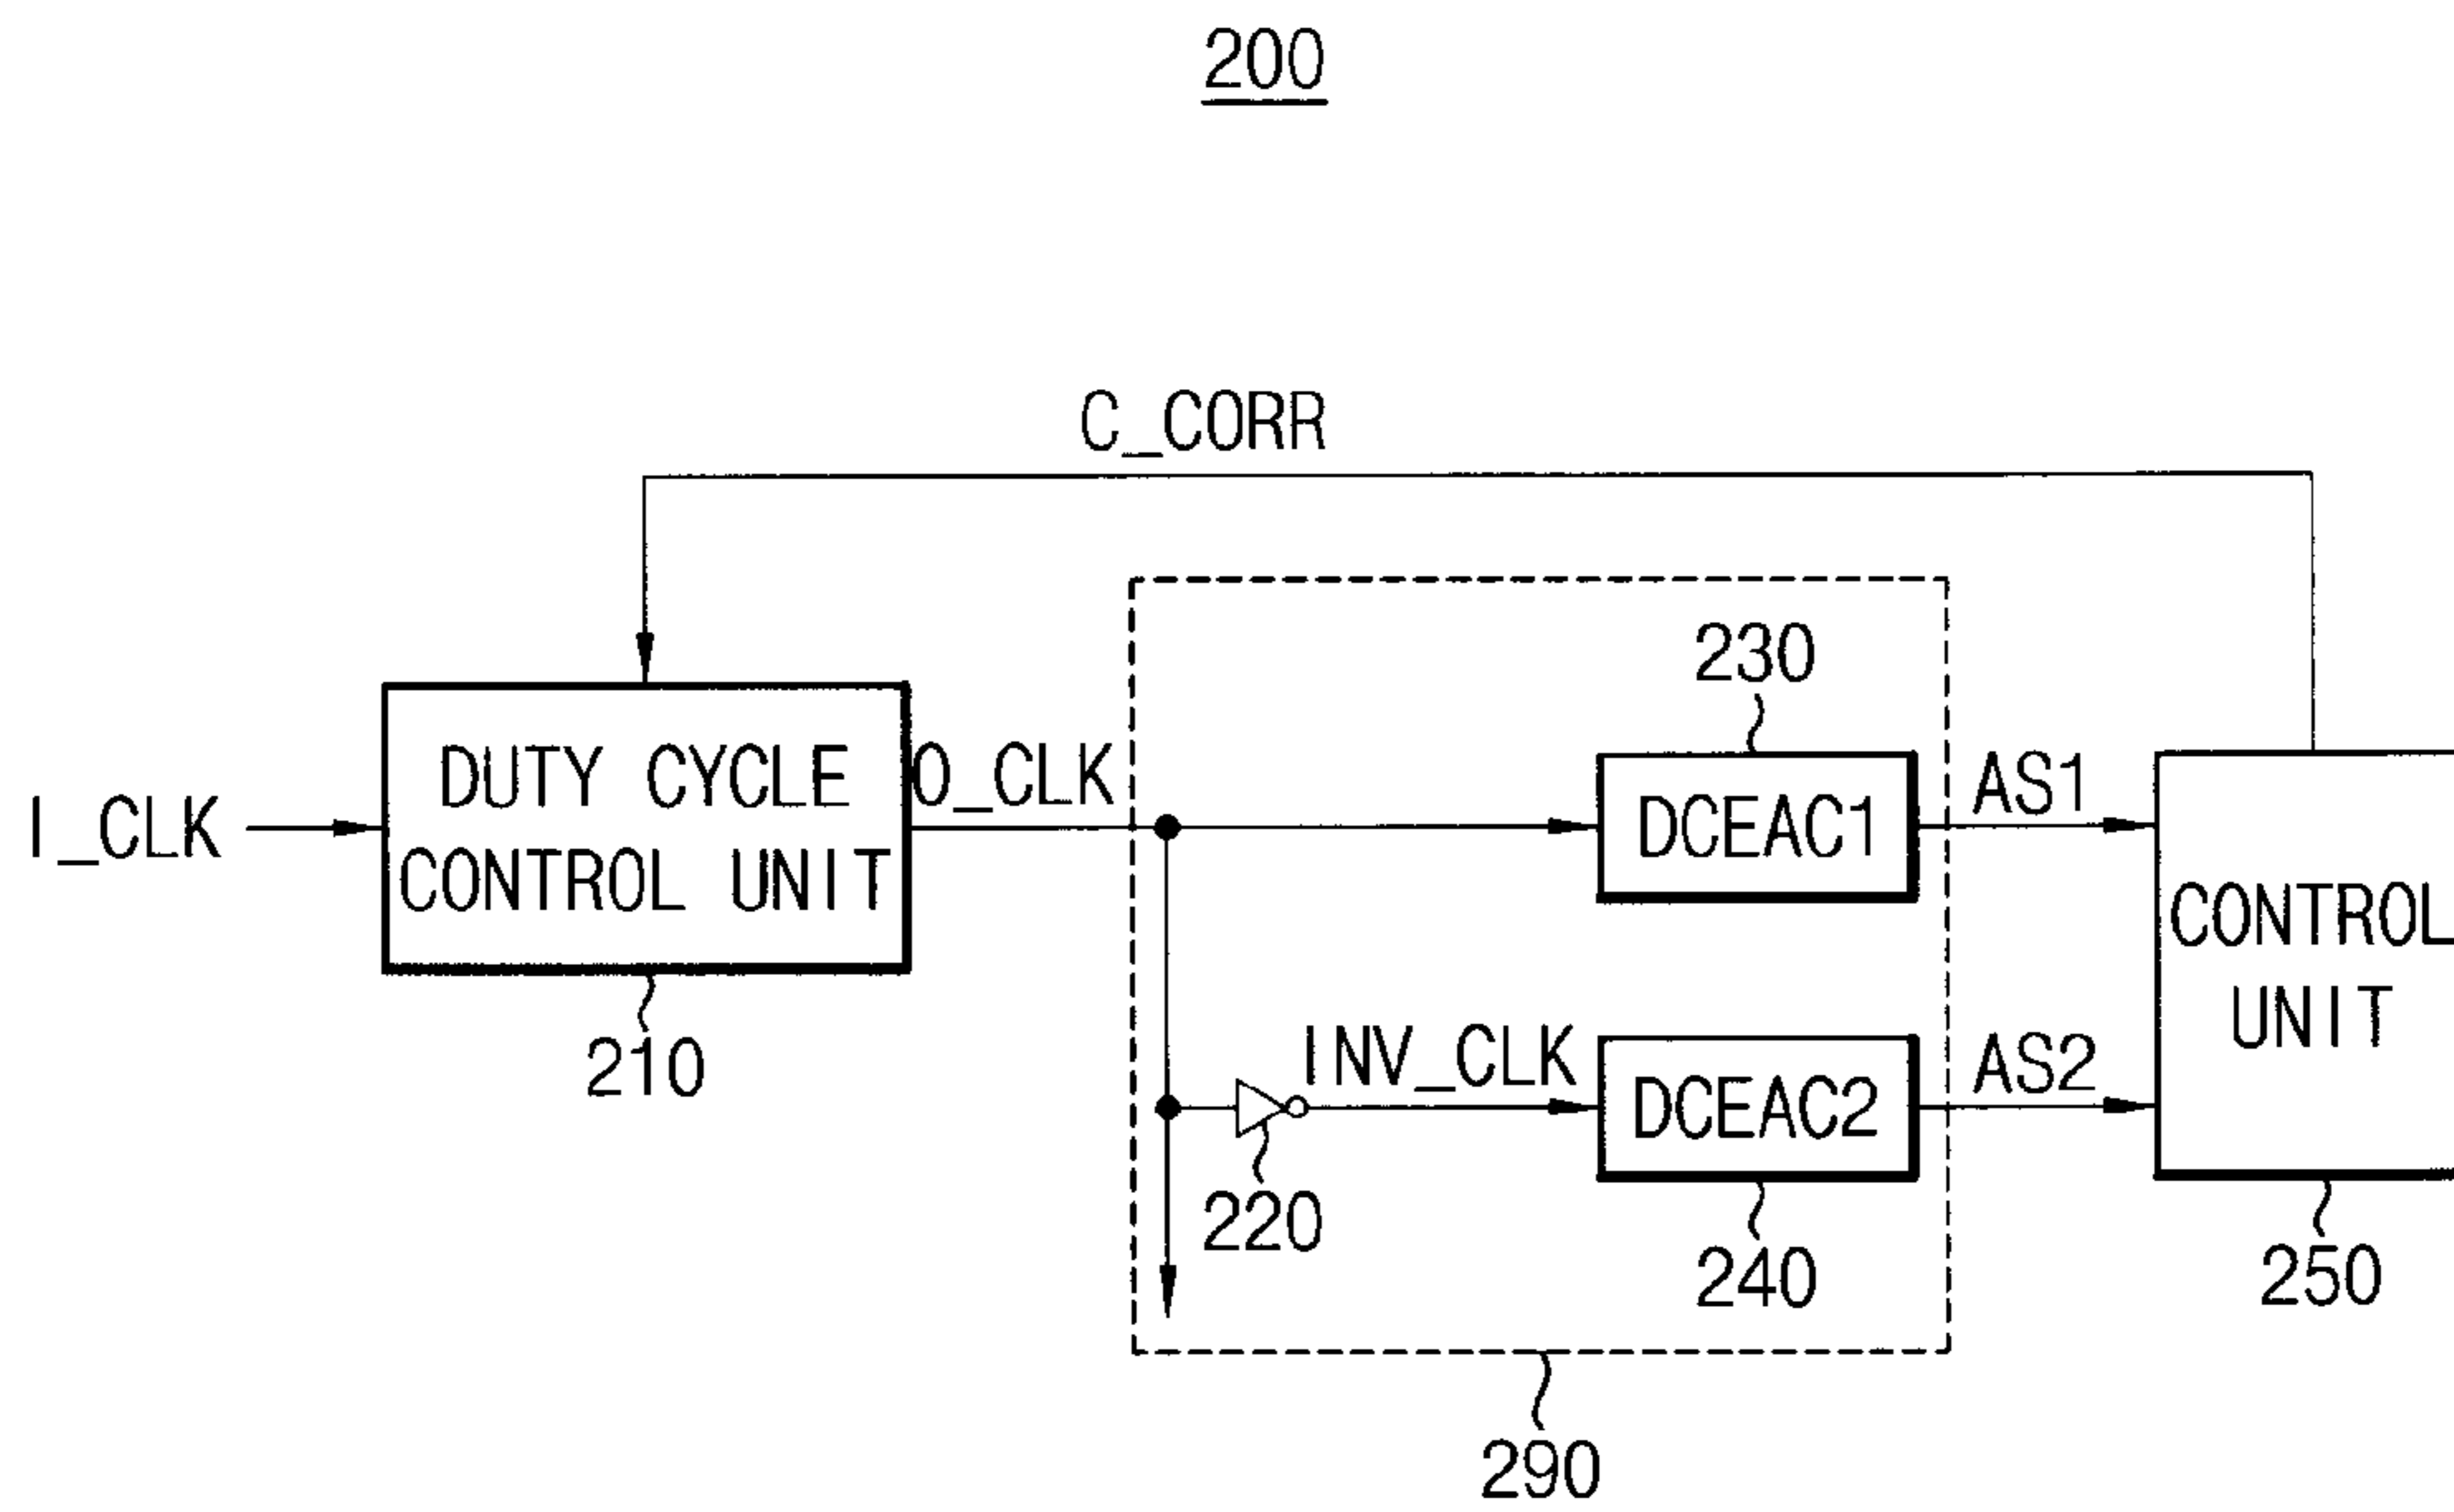 200
C_CORR
230
DUTY CYCLE
CONTROL UNIT
I_CLK
O_CLK
DCEAC1
AS1
CONTROL
UNIT
210
INV_CLK
DCEAC2
AS2
220
240
250
290